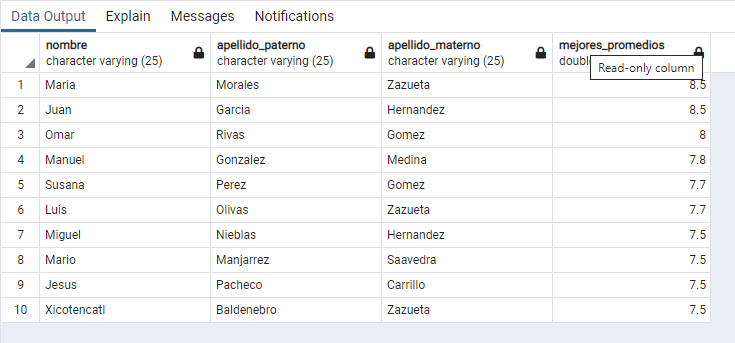 Data Output Explain Messages Notifications
nombre apellido_paterno apellido_materno mejores_promedios
character varying (25) character varying (25) character varying (25)
Read-only column
1 Maria Morales Zazueta 8.5
2 Juan Garcia Hernandez 8.5
3 Omar Rivas Gomez 8
4 Manuel Gonzalez Medina 7.8
5 Susana Perez Gomez 7.7
6 Luis Olivas Zazueta 7.7
7 Miguel Nieblas Hernandez 7.5
8 Mario Manjarrez Saavedra 7.5
9 Jesus Pacheco Carrillo 7.5
10 Xicotencatl Baldenebro Zazueta 7.5